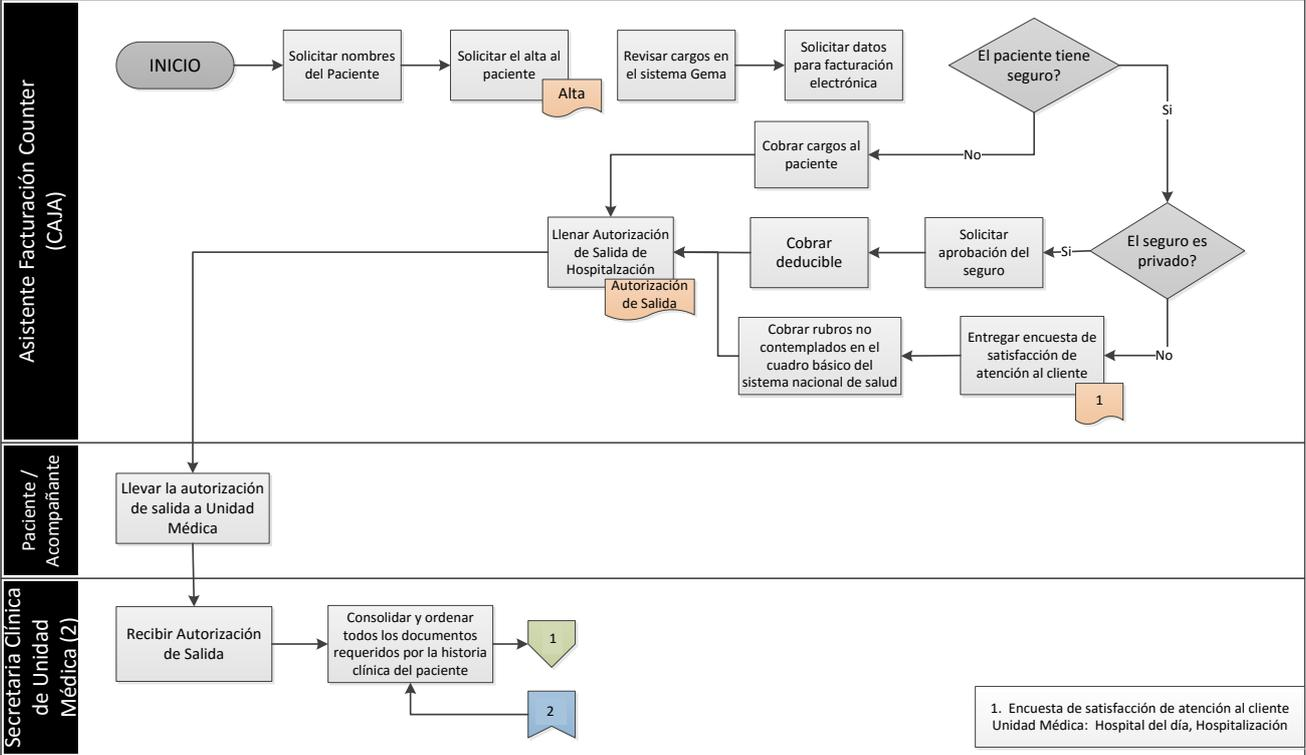 Asistente Facturación Counter
(CAJA)
INICIO
Solicitar nombres
del Paciente
Solicitar el alta al
paciente
Alta
Revisar cargos en
el sistema Gema
Solicitar datos
para facturación
electrónica
El paciente tiene
seguro?
Si
No
Cobrar cargos al
paciente
Llenar Autorización
de Salida de
Hospitalzación
Autorización
de Salida
Cobrar
deducible
Solicitar
aprobación del
seguro
Si
El seguro es
privado?
No
Cobrar rubros no
contemplados en el
cuadro básico del
sistema nacional de salud
Entregar encuesta de
satisfacción de
atención al cliente
1
Paciente /
Acompañante
Llevar la autorización
de salida a Unidad
Médica
Secretaria Clínica
de Unidad
Médica (2)
Recibir Autorización
de Salida
Consolidar y ordenar
todos los documentos
requeridos por la historia
clínica del paciente
1
2
1. Encuesta de satisfacción de atención al cliente
Unidad Médica: Hospital del día, Hospitalización